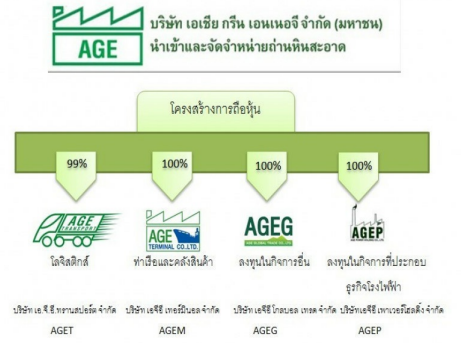 AGE
บริษัท เอเชีย กรีน เอนเนอจี จำกัด (มหาชน)
นำเข้าและจัดจำหน่ายถ่านหินสะอาด
โครงสร้างการถือหุ้น
99% 100% 100% 100%
AGE TRANSPORT
AGE TERMINAL CO.,LTD.
AGEG
AGEP
โลจิสติกส์ ท่าเรือและคลังสินค้า ลงทุนในกิจการอื่น ลงทุนในกิจการที่ประกอบ
ธุรกิจโรงไฟฟ้า
บริษัท เอ.จี.อี.ทรานสปอร์ต จำกัด บริษัท เอจีอี เทอร์มินอล จำกัด บริษัท เอจีอี โกลบอล เทรด จำกัด บริษัทเอจีอี เพาเวอร์โฮลดิ้ง จำกัด
AGET AGEM AGEG AGEP